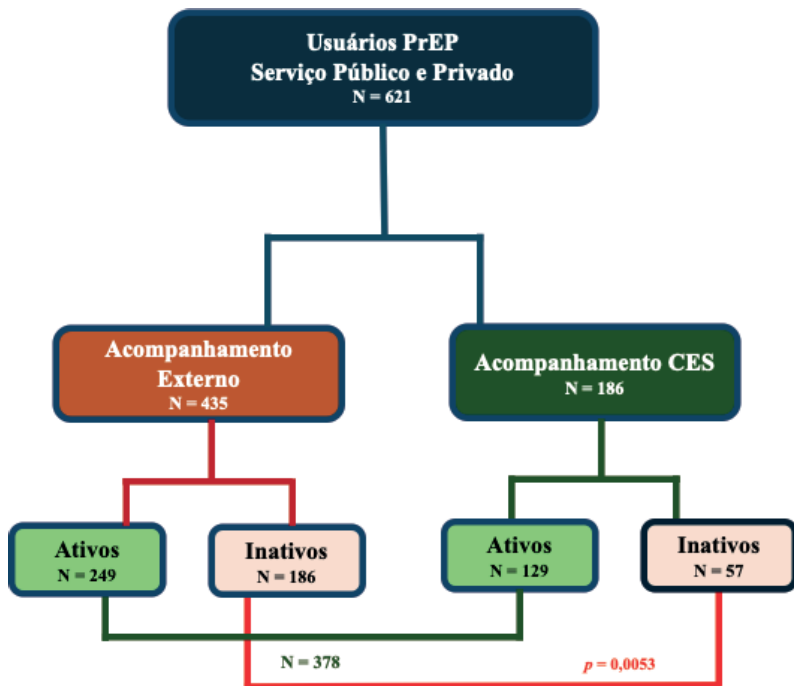 Usuários PrEP
Serviço Público e Privado
N = 621
Acompanhamento
Externo
N = 435
Acompanhamento CES
N = 186
Ativos
N = 249
Inativos
N = 186
Ativos
N = 129
Inativos
N = 57
N = 378
p = 0,0053